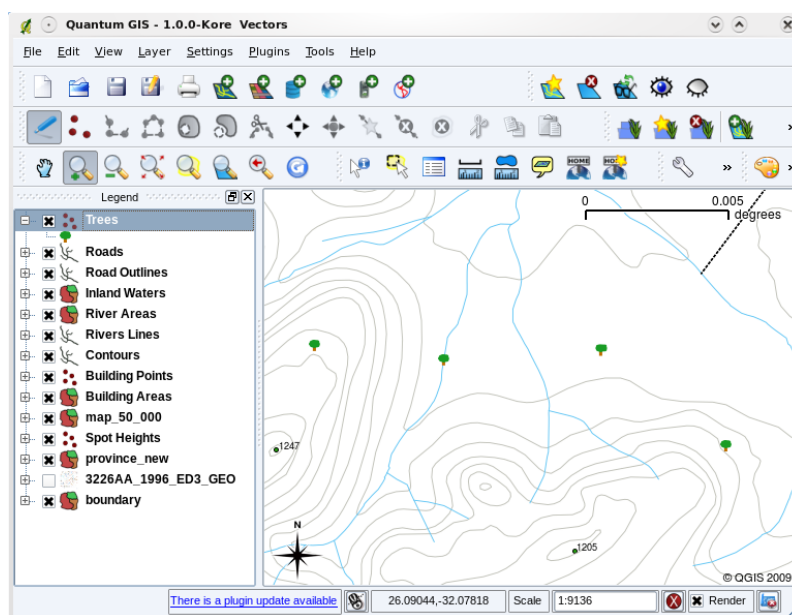 Quantum GIS - 1.0.0-Kore Vectors
File Edit View Layer Settings Plugins Tools Help
HOME
Legend
Trees
Roads
Road Outlines
Inland Waters
River Areas
Rivers Lines
Contours
Building Points
Building Areas
map_50_000
Spot Heights
province_new
3226AA_1996_ED3_GEO
boundary
0 0.005
degrees
1247
N
1205
© QGIS 2009
There is a plugin update available 26.09044,-32.07818 Scale 1:9136 Render